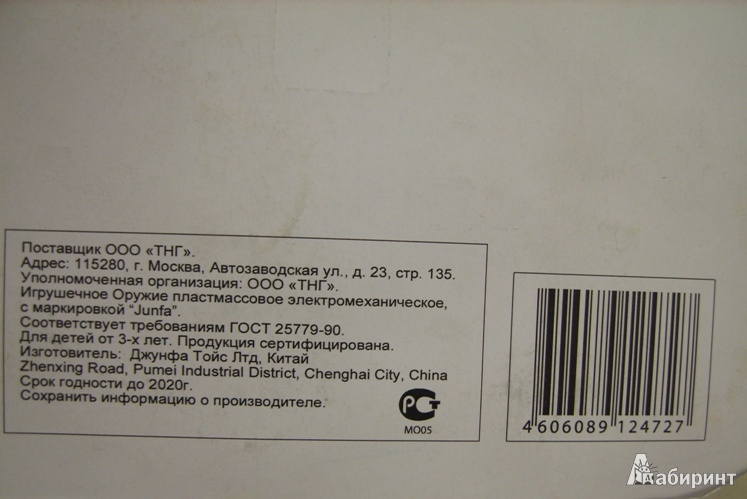 Поставщик ООО «ТНГ».
Адрес: 115280, г. Москва, Автозаводская ул., д. 23, стр. 135.
Уполномоченная организация: ООО «ТНГ».
Игрушечное Оружие пластмассовое электромеханическое,
с маркировкой “Junfa”.
Соответствует требованиям ГОСТ 25779-90.
Для детей от 3-х лет. Продукция сертифицирована.
Изготовитель: Джунфа Тойс Лтд, Китай
Zhenxing Road, Pumei Industrial District, Chenghai City, China
Срок годности до 2020г.
Сохранить информацию о производителе.
РСТ
МО05
4 606089 124727
Лабиринт